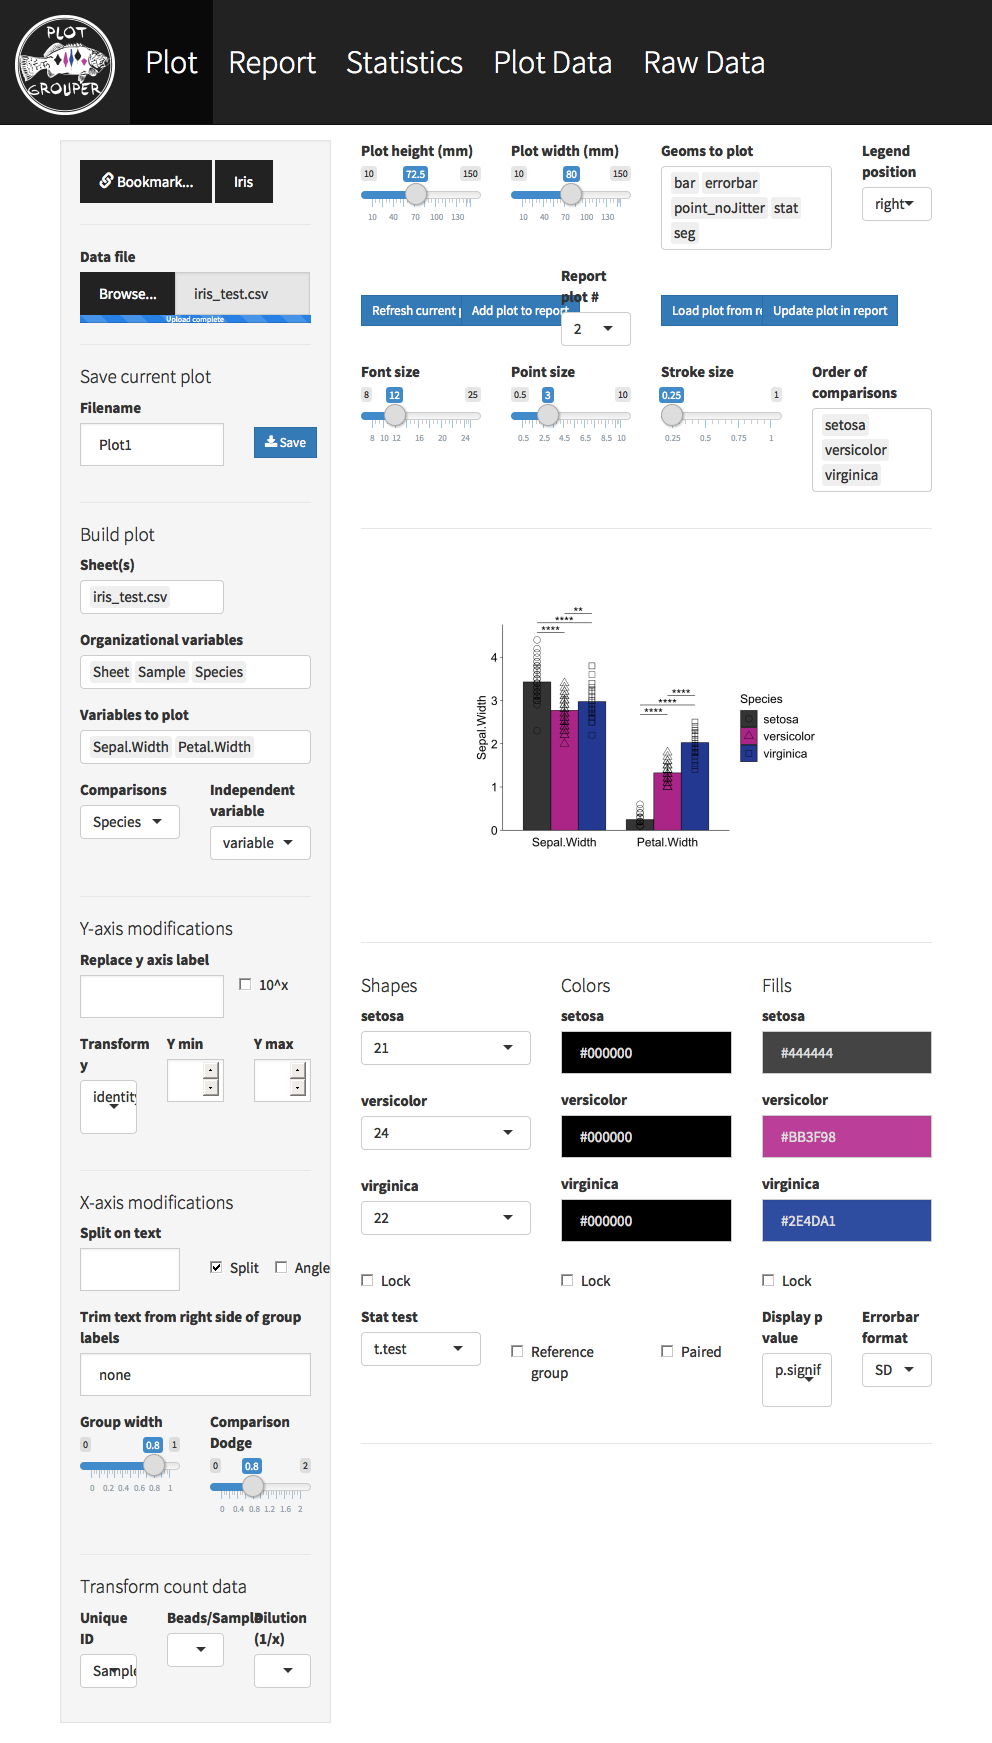 PLOT
GROUPER
Plot
Report
Statistics
Plot Data
Raw Data
Bookmark...
Iris
Data file
Browse...
iris_test.csv
Upload complete
Save current plot
Filename
Plot1
Save
Build plot
Sheet(s)
iris_test.csv
Organizational variables
Sheet Sample Species
Variables to plot
Sepal.Width Petal.Width
Comparisons
Species
Independent
variable
variable
Y-axis modifications
Replace y axis label
10^x
Transform
y
identity
Y min
Y max
X-axis modifications
Split on text
Split
Angle
Trim text from right side of group
labels
none
Group width
0 0.8 1
0 0.2 0.4 0.6 0.8 1
Comparison
Dodge
0 0.8 2
0 0.4 0.8 1.2 1.6 2
Transform count data
Unique
ID
Sample
Beads/Sample
Dilution
(1/x)
Plot height (mm)
10 72.5 150
10 40 70 100 130
Plot width (mm)
10 80 150
10 40 70 100 130
Geoms to plot
bar errorbar
point_noJitter stat
seg
Legend
position
right
Refresh current p
Add plot to report
Report
plot #
2
Load plot from re
Update plot in report
Font size
8 12 25
8 10 12 16 20 24
Point size
0.5 3 10
0.5 2.5 4.5 6.5 8.5 10
Stroke size
0.25 1
0.25 0.5 0.75 1
Order of
comparisons
setosa
versicolor
virginica
**
****
****
****
****
****
4
3
2
1
0
Sepal.Width
Sepal.Width
Petal.Width
Species
setosa
versicolor
virginica
Shapes
setosa
21
versicolor
24
virginica
22
Lock
Colors
setosa
#000000
versicolor
#000000
virginica
#000000
Lock
Fills
setosa
#444444
versicolor
#BB3F98
virginica
#2E4DA1
Lock
Stat test
t.test
Reference
group
Paired
Display p
value
p.signif
Errorbar
format
SD